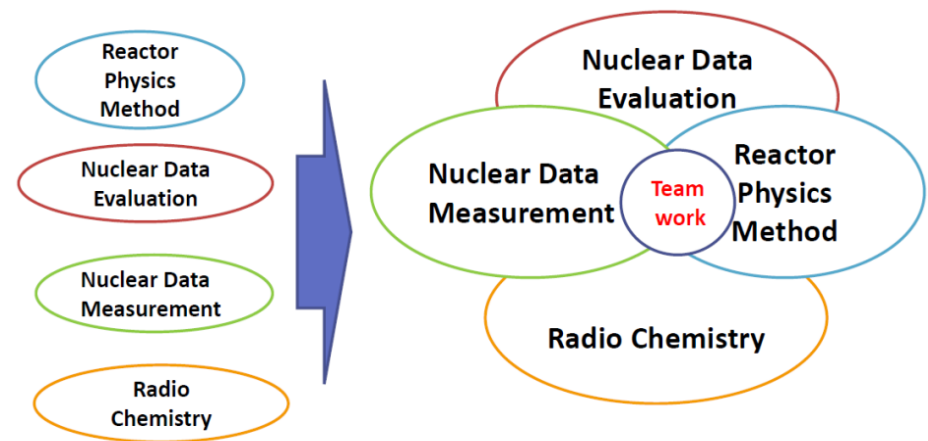 Reactor
Physics
Method
Nuclear Data
Evaluation
Nuclear Data
Measurement
Radio
Chemistry
Nuclear Data
Evaluation
Nuclear Data
Measurement
Team
work
Reactor
Physics
Method
Radio Chemistry